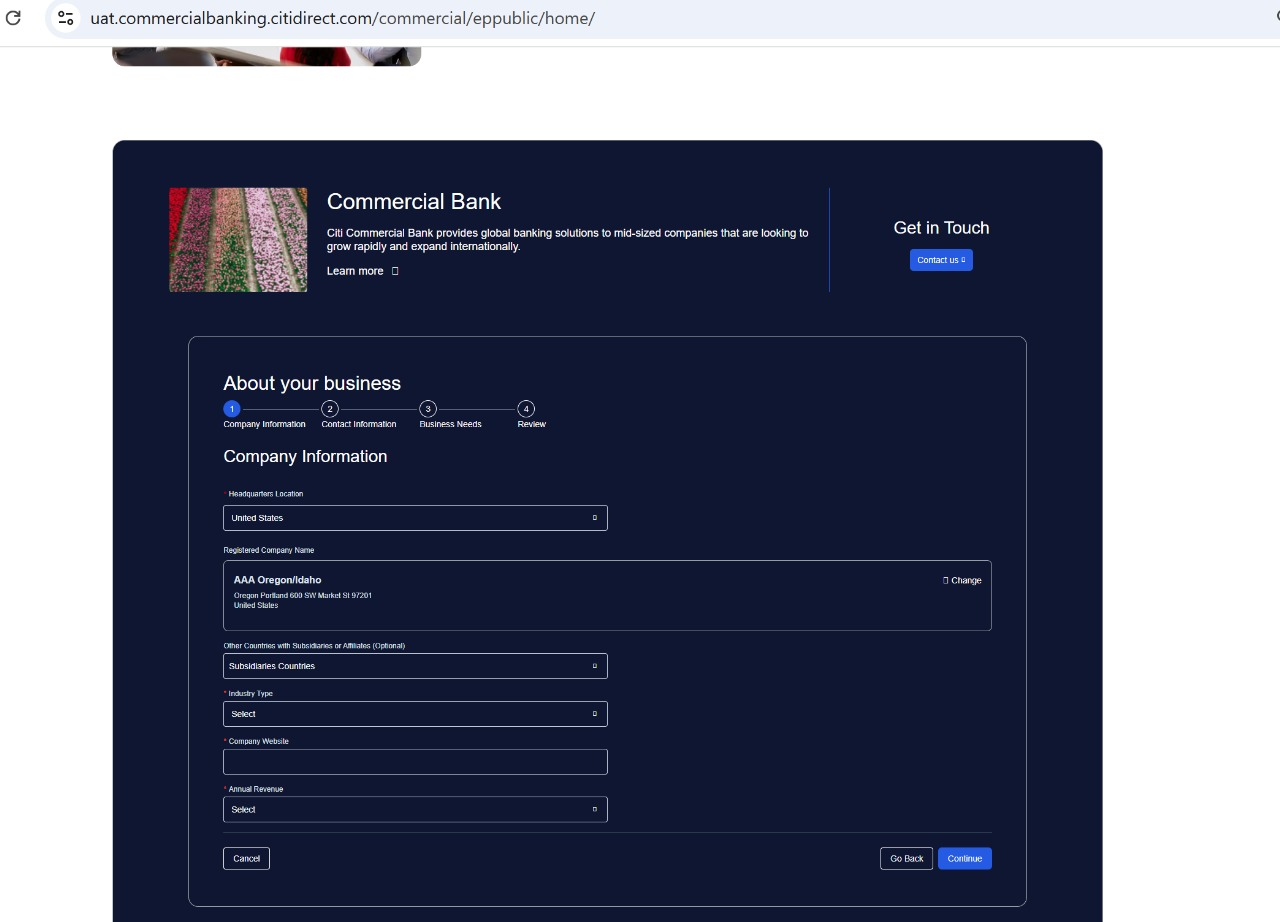 uat.commercialbanking.citidirect.com/commercial/eppublic/home/
Commercial Bank
Citi Commercial Bank provides global banking solutions to mid-sized companies that are looking to
grow rapidly and expand internationally.
Learn more
Get in Touch
Contact us
About your business
1
2
3
4
Company Information
Contact Information
Business Needs
Review
Company Information
* Headquarters Location
United States
Registered Company Name
AAA Oregon/Idaho
Change
Oregon Portland 600 SW Market St 97201
United States
Other Countries with Subsidiaries or Affiliates (Optional)
Subsidiaries Countries
* Industry Type
Select
* Company Website
* Annual Revenue
Select
Cancel
Go Back
Continue